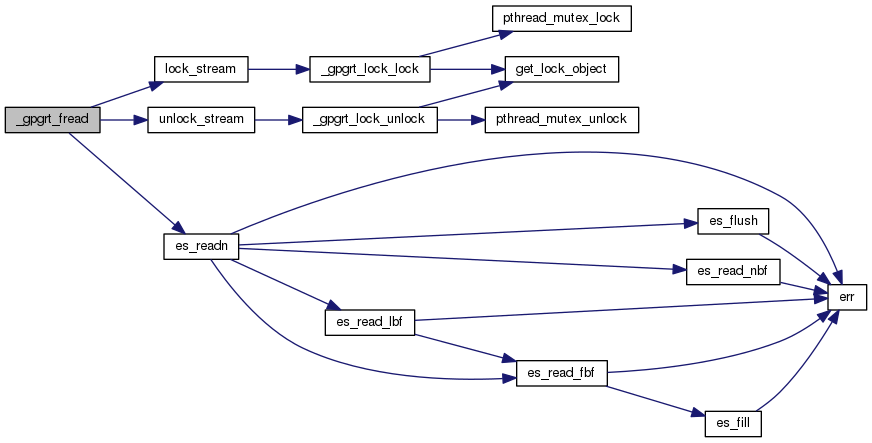 pthread_mutex_lock
lock_stream
_gpgrt_lock_lock
get_lock_object
_gpgrt_fread
unlock_stream
_gpgrt_lock_unlock
pthread_mutex_unlock
es_flush
es_readn
es_read_nbf
err
es_read_lbf
es_read_fbf
es_fill